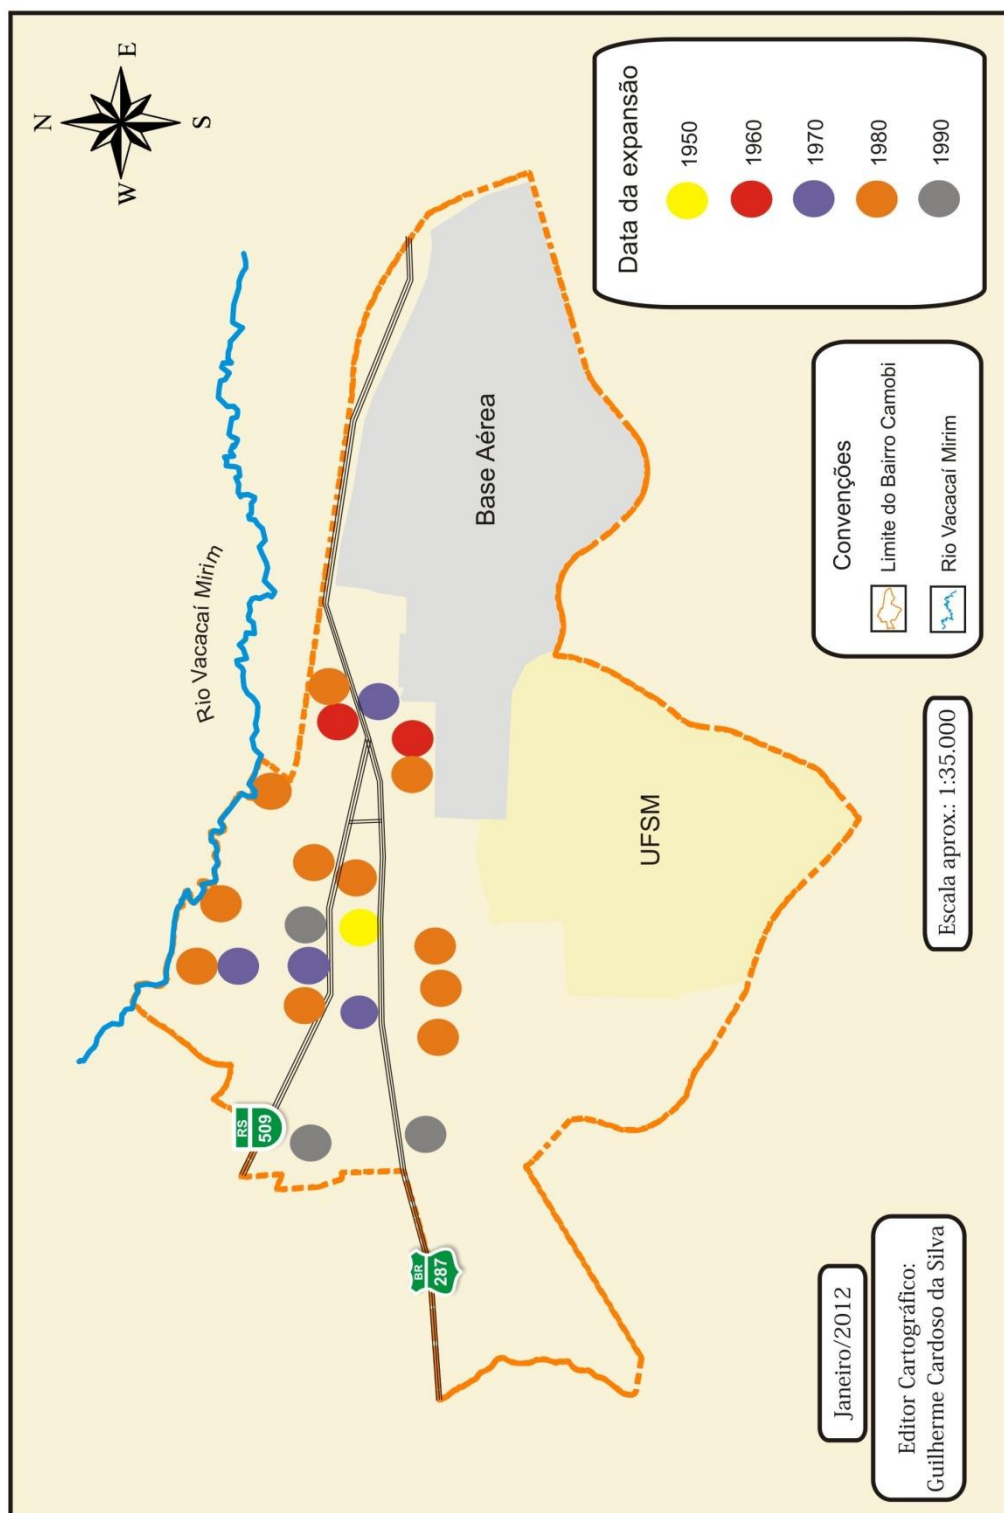 N
E
W
S
Rio Vacacaí Mirim
RS
509
BR
287
Base Aérea
UFSM
Janeiro/2012
Editor Cartográfico:
Guilherme Cardoso da Silva
Escala aprox.: 1:35.000
Convenções
Limite do Bairro Camobi
Rio Vacacaí Mirim
Data da expansão
1950
1960
1970
1980
1990